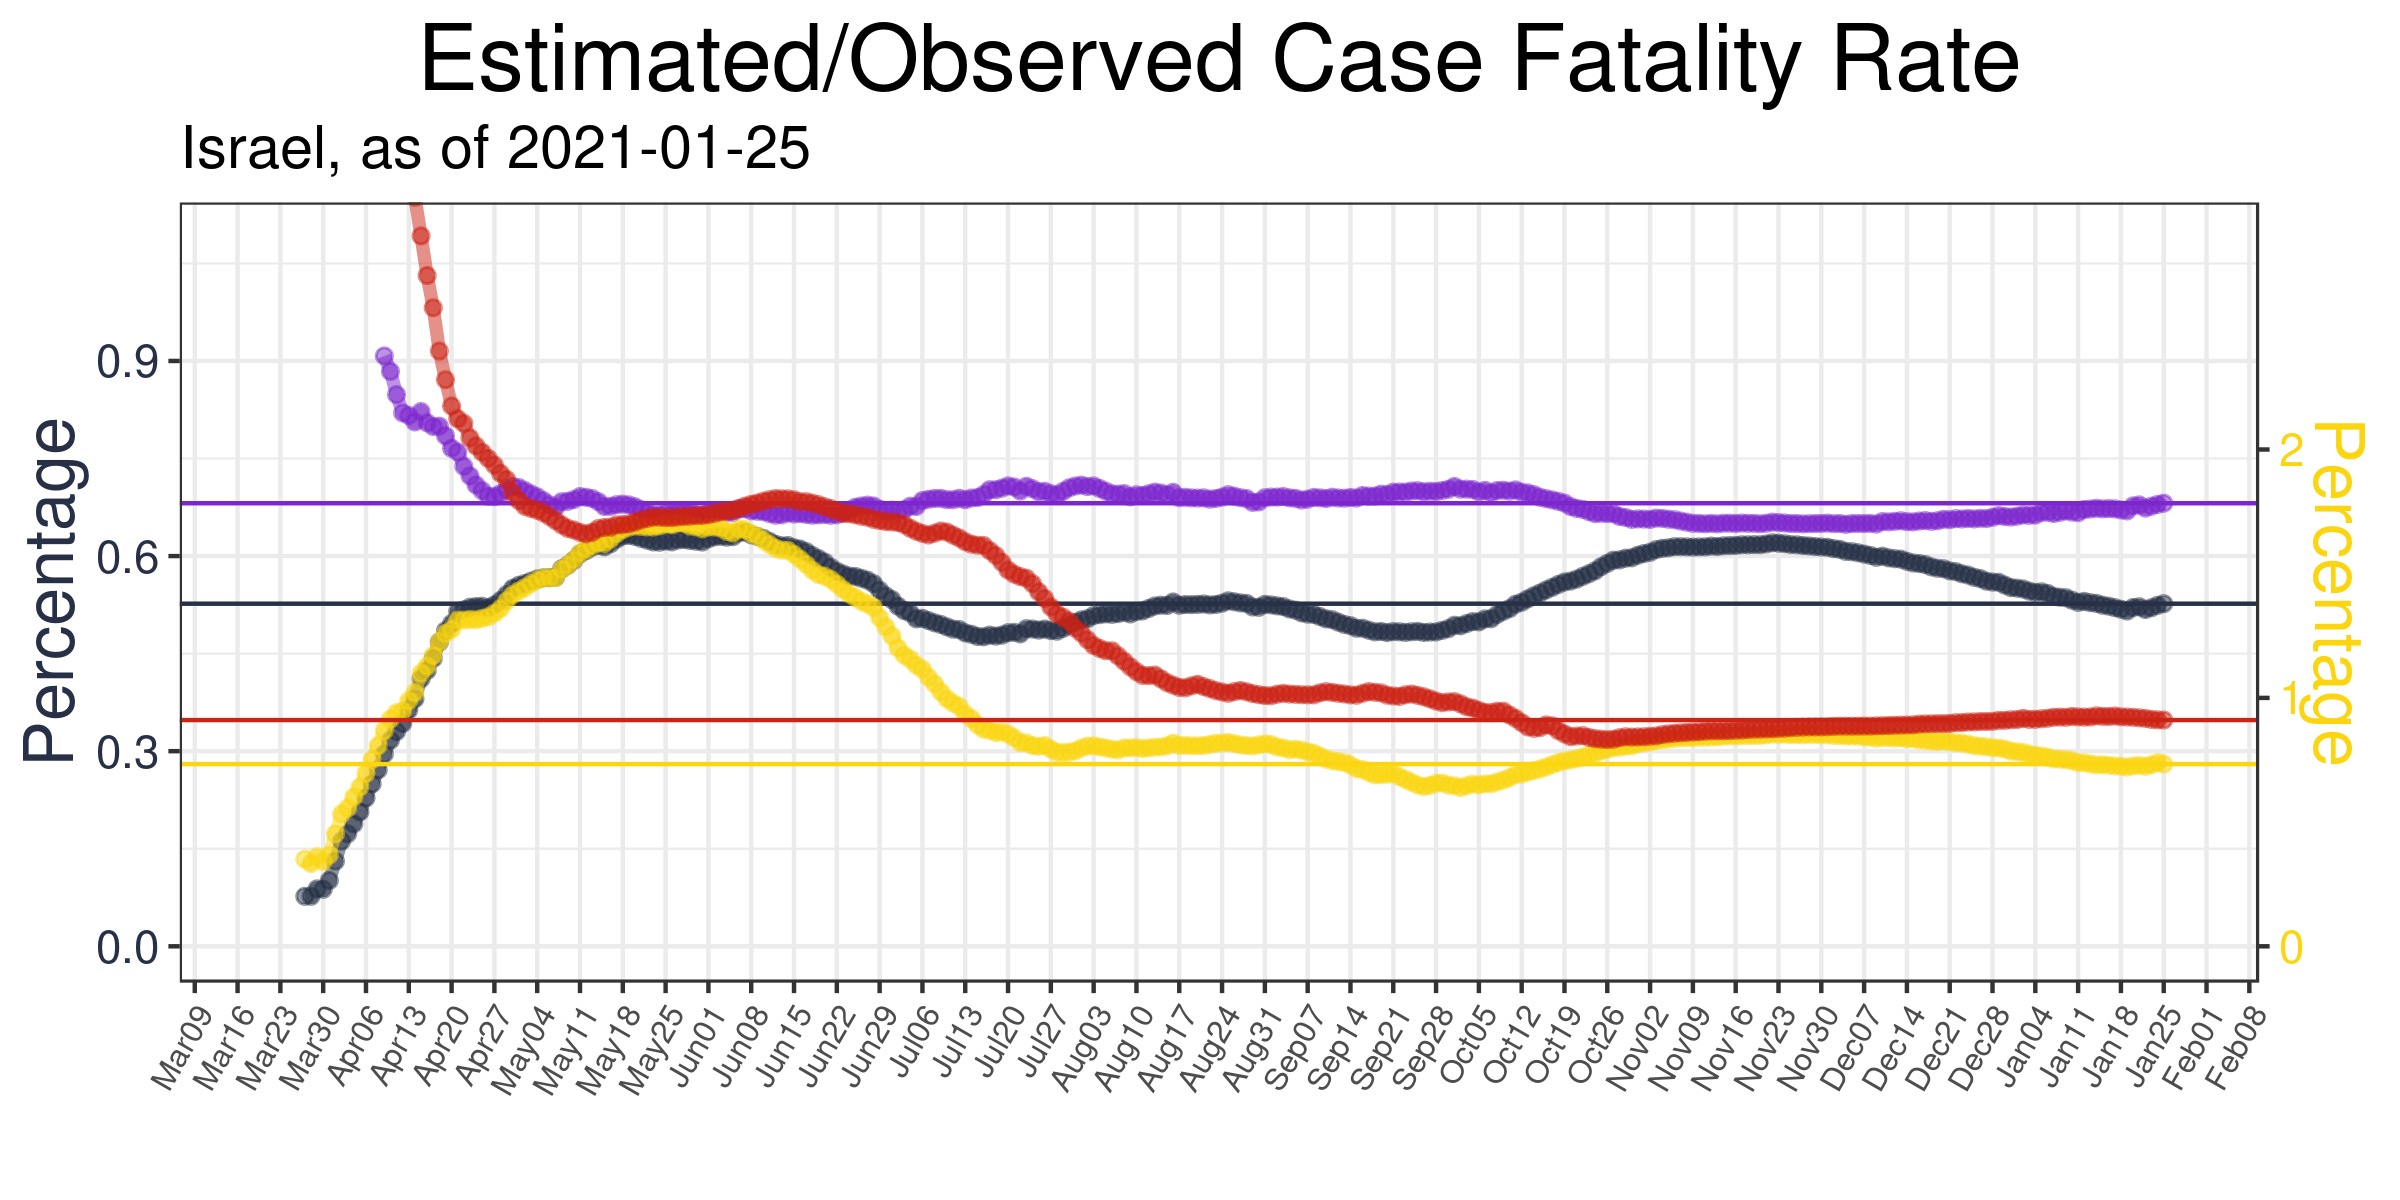 Estimated/Observed Case Fatality Rate
Israel, as of 2021-01-25
Percentage
0.9
0.6
0.3
0.0
2
1
0
Percentage
Mar09 Mar16 Mar23 Mar30 Apr06 Apr13 Apr20 Apr27 May04 May11 May18 May25 Jun01 Jun08 Jun15 Jun22 Jun29 Jul06 Jul13 Jul20 Jul27 Aug03 Aug10 Aug17 Aug24 Aug31 Sep07 Sep14 Sep21 Sep28 Oct05 Oct12 Oct19 Oct26 Nov02 Nov09 Nov16 Nov23 Nov30 Dec07 Dec14 Dec21 Dec28 Jan04 Jan11 Jan18 Jan25 Feb01 Feb08